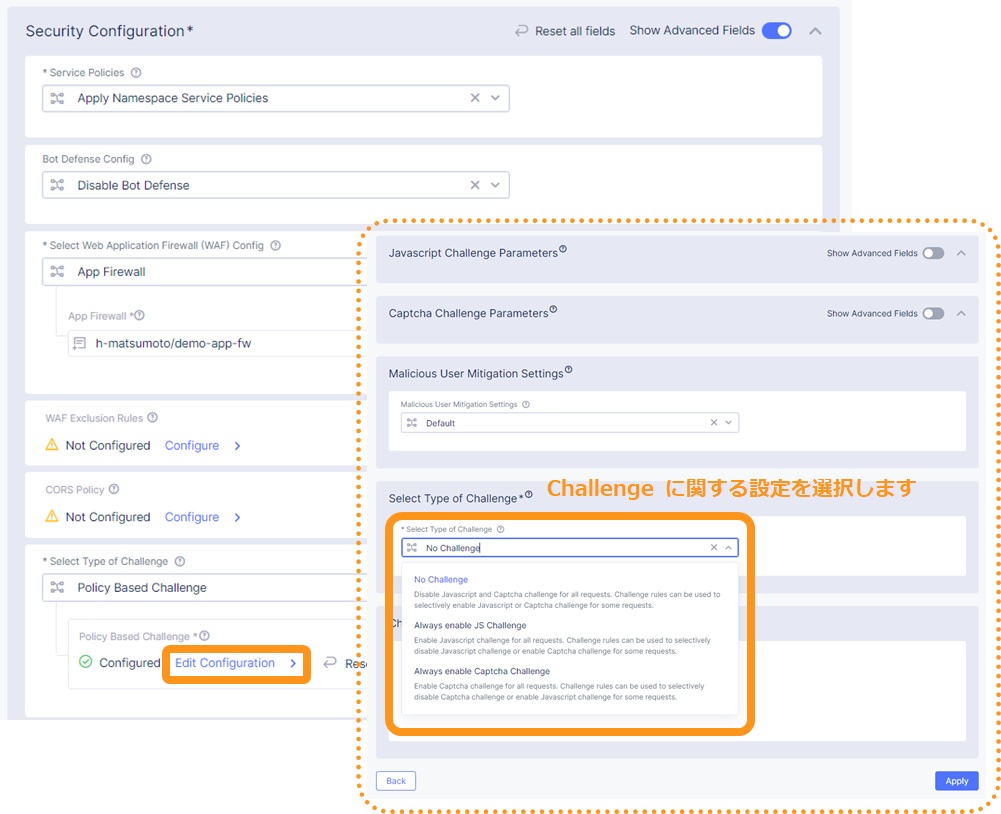 Security Configuration*
Reset all fields
Show Advanced Fields
* Service Policies
Apply Namespace Service Policies
Bot Defense Config
Disable Bot Defense
* Select Web Application Firewall (WAF) Config
App Firewall
App Firewall *
h-matsumoto/demo-app-fw
WAF Exclusion Rules
Not Configured Configure
CORS Policy
Not Configured Configure
* Select Type of Challenge
Policy Based Challenge
Policy Based Challenge *
Configured Edit Configuration
Javascript Challenge Parameters
Show Advanced Fields
Captcha Challenge Parameters
Show Advanced Fields
Malicious User Mitigation Settings
Malicious User Mitigation Settings
Default
Select Type of Challenge*
Challenge に関する設定を選択します
* Select Type of Challenge
No Challenge
No Challenge
Disable Javascript and Captcha challenge for all requests. Challenge rules can be used to
selectively enable Javascript or Captcha challenge for some requests.
Always enable JS Challenge
Enable Javascript challenge for all requests. Challenge rules can be used to selectively
disable Javascript challenge or enable Captcha challenge for some requests.
Always enable Captcha Challenge
Enable Captcha challenge for all requests. Challenge rules can be used to selectively
disable Captcha challenge or enable Javascript challenge for some requests.
Back
Apply